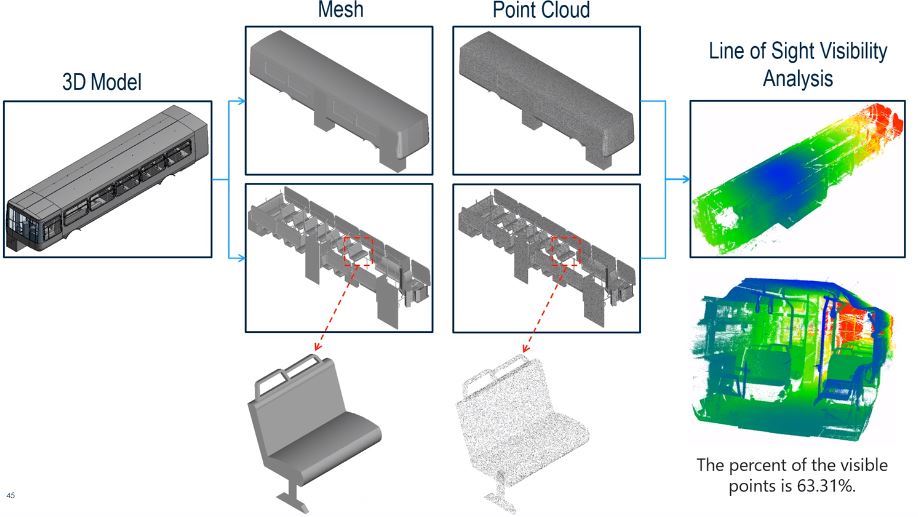 Mesh
Point Cloud
3D Model
Line of Sight Visibility
Analysis
The percent of the visible
points is 63.31%.
45